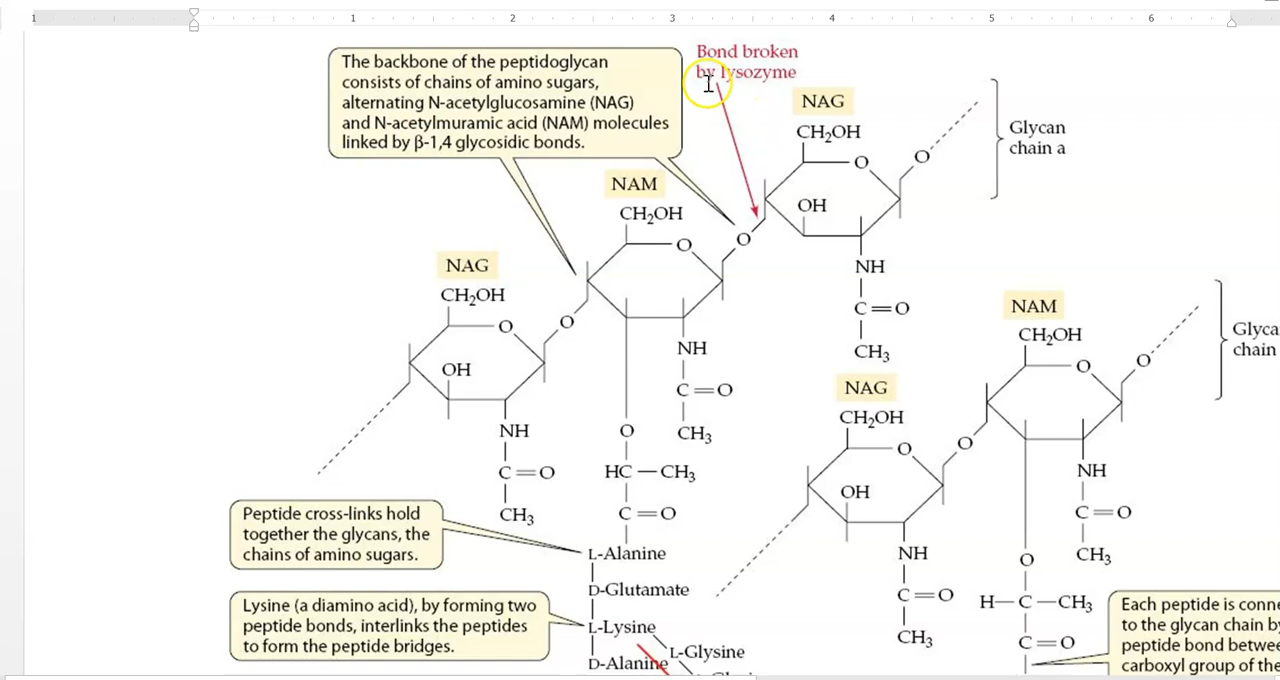 1 1 2 3 4 5 6
The backbone of the peptidoglycan
consists of chains of amino sugars,
alternating N-acetylglucosamine (NAG)
and N-acetylmuramic acid (NAM) molecules
linked by β-1,4 glycosidic bonds.
Bond broken
by lysozyme
NAG
CH₂OH
O
O
OH
NH
C=O
CH₃
Glycan
chain a
NAM
CH₂OH
O
O
NH
C=O
CH₃
O
HC—CH₃
C=O
NAG
CH₂OH
O
O
OH
NH
C=O
CH₃
NAM
CH₂OH
O
O
NH
C=O
CH₃
O
H—C—CH₃
C=O
Glyca
chain
NAG
CH₂OH
O
O
OH
NH
C=O
CH₃
Peptide cross-links hold
together the glycans, the
chains of amino sugars.
L-Alanine
D-Glutamate
Lysine (a diamino acid), by forming two
peptide bonds, interlinks the peptides
to form the peptide bridges.
L-Lysine
L-Glysine
D-Alanine
Each peptide is conne
to the glycan chain by
peptide bond between
carboxyl group of the